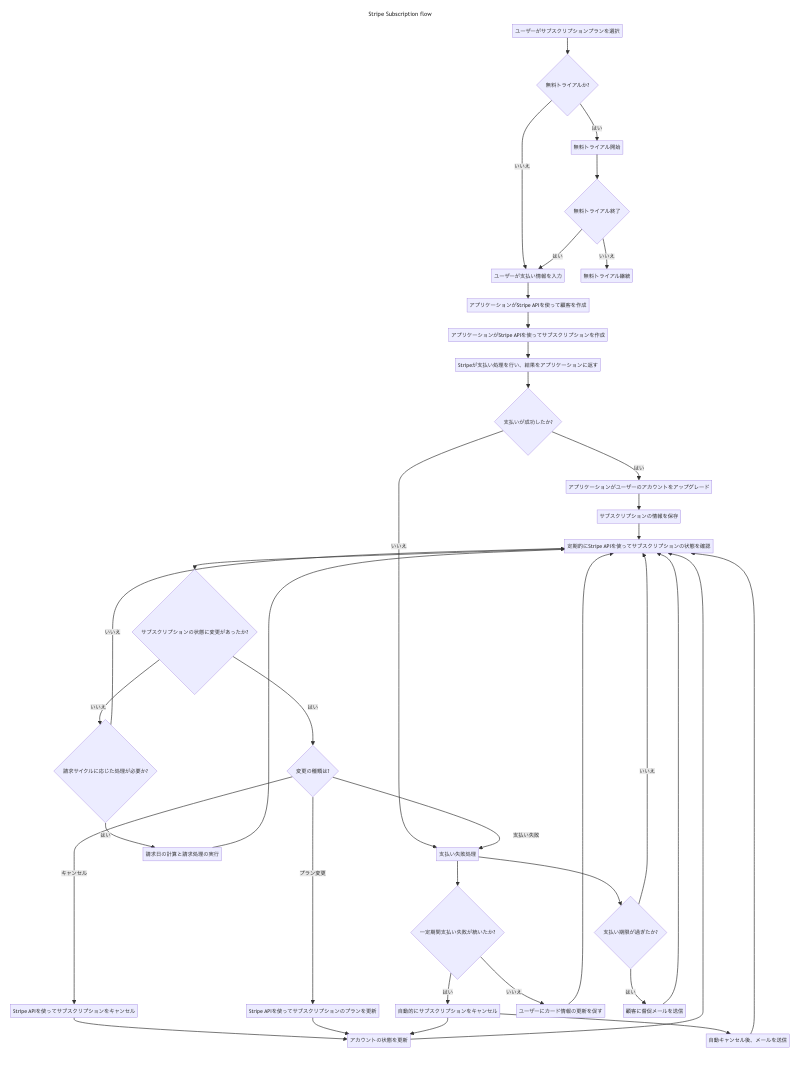 Stripe Subscription flow
ユーザーがサブスクリプションプランを選択
無料トライアルか?
はい
無料トライアル開始
いいえ
無料トライアル終了
はい
いいえ
ユーザーが支払い情報を入力
無料トライアル継続
アプリケーションがStripe APIを使って顧客を作成
アプリケーションがStripe APIを使ってサブスクリプションを作成
Stripeが支払い処理を行い、結果をアプリケーションに返す
支払いが成功したか?
はい
アプリケーションがユーザーのアカウントをアップグレード
サブスクリプションの情報を保存
いいえ
定期的にStripe APIを使ってサブスクリプションの状態を確認
いいえ
サブスクリプションの状態に変更があったか?
いいえ
はい
請求サイクルに応じた処理が必要か?
変更の種類は?
いいえ
はい
支払い失敗
請求日の計算と請求処理の実行
支払い失敗処理
キャンセル
プラン変更
一定期間支払い失敗が続いたか?
支払い期限が過ぎたか?
はい
いいえ
はい
Stripe APIを使ってサブスクリプションをキャンセル
Stripe APIを使ってサブスクリプションのプランを更新
自動的にサブスクリプションをキャンセル
ユーザーにカード情報の更新を促す
顧客に督促メールを送信
アカウントの状態を更新
自動キャンセル後、メールを送信